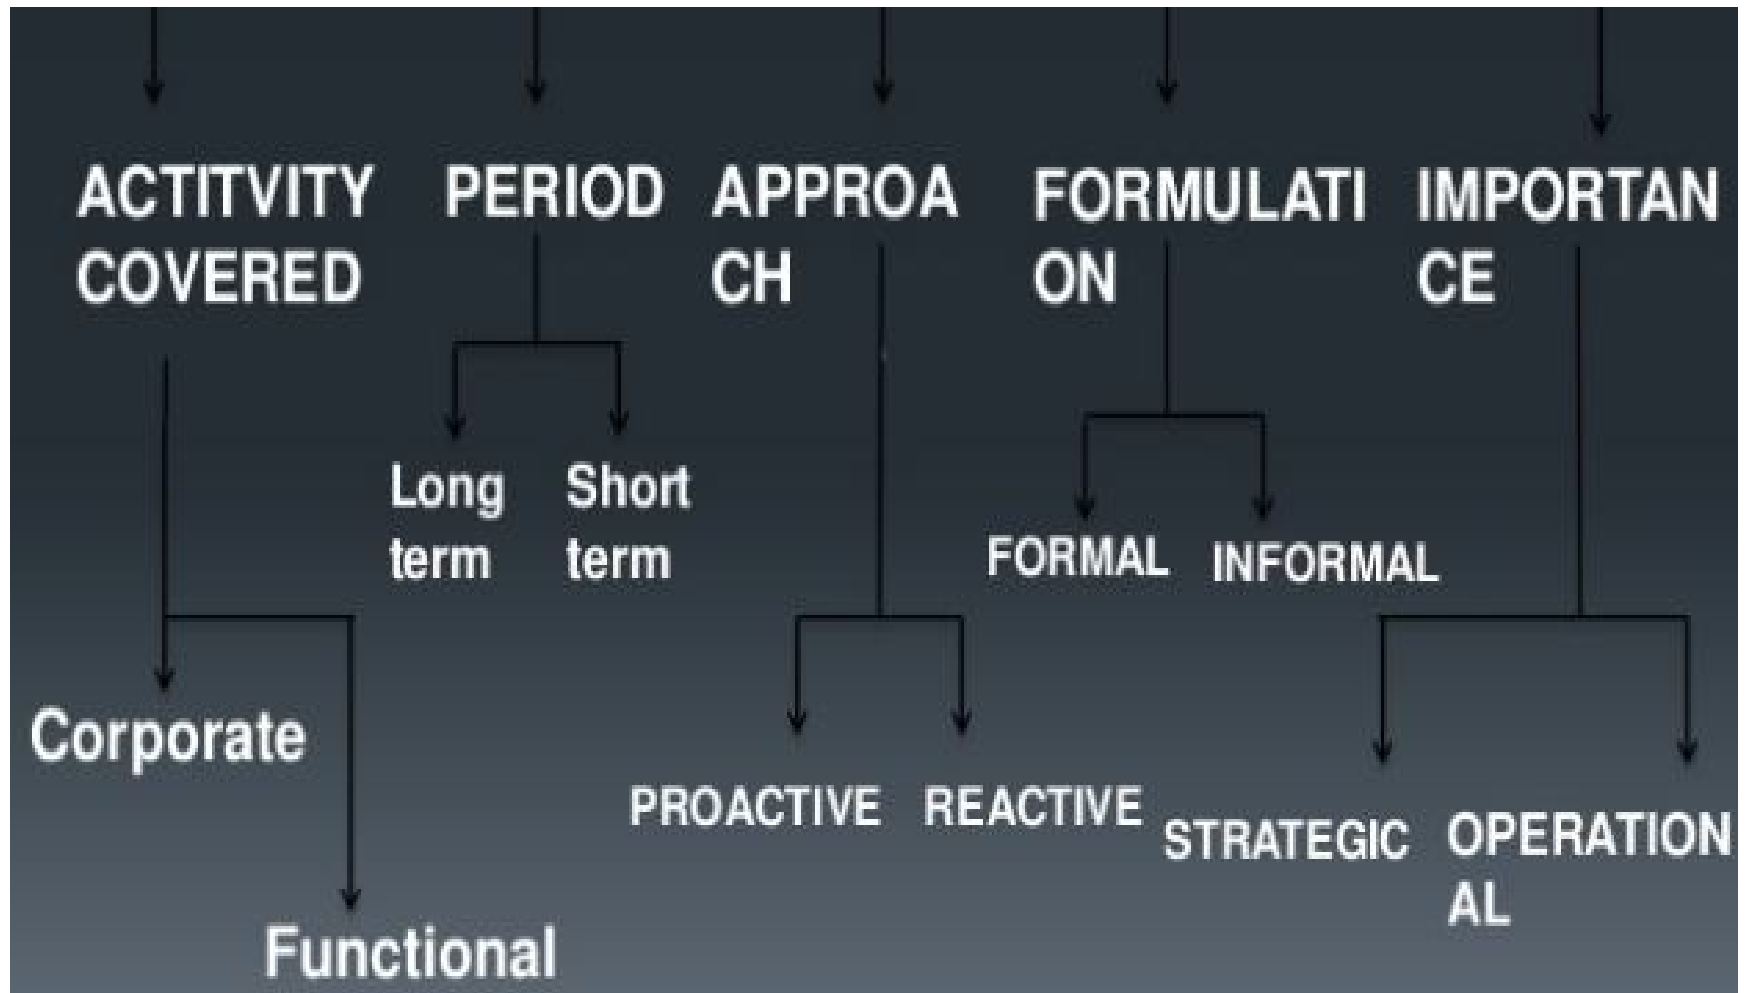 ACTITVITY
COVERED
PERIOD
APPROA
CH
FORMULATI
ON
IMPORTAN
CE
Long
term
Short
term
FORMAL
INFORMAL
Corporate
Functional
PROACTIVE
REACTIVE
STRATEGIC
OPERATION
AL